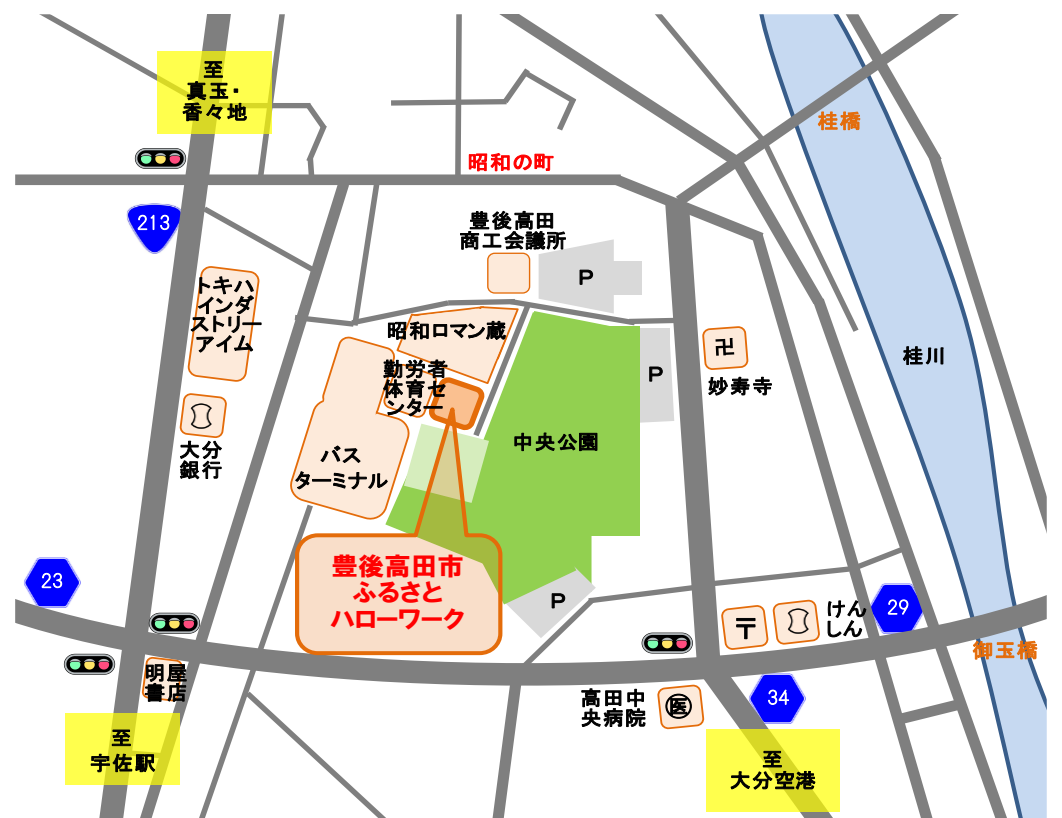 至
真玉・
香々地
桂橋
昭和の町
213
豊後高田
商工会議所
P
トキハ
インダ
ストリー
アイム
昭和ロマン蔵
桂川
卍
妙寿寺
P
勤労者
体育セ
ンター
中央公園
大分
銀行
バス
ターミナル
豊後高田市
ふるさと
ハローワーク
23
P
〒
けん
しん
29
御玉橋
明屋
書店
高田中
央病院
医
34
至
宇佐駅
至
大分空港